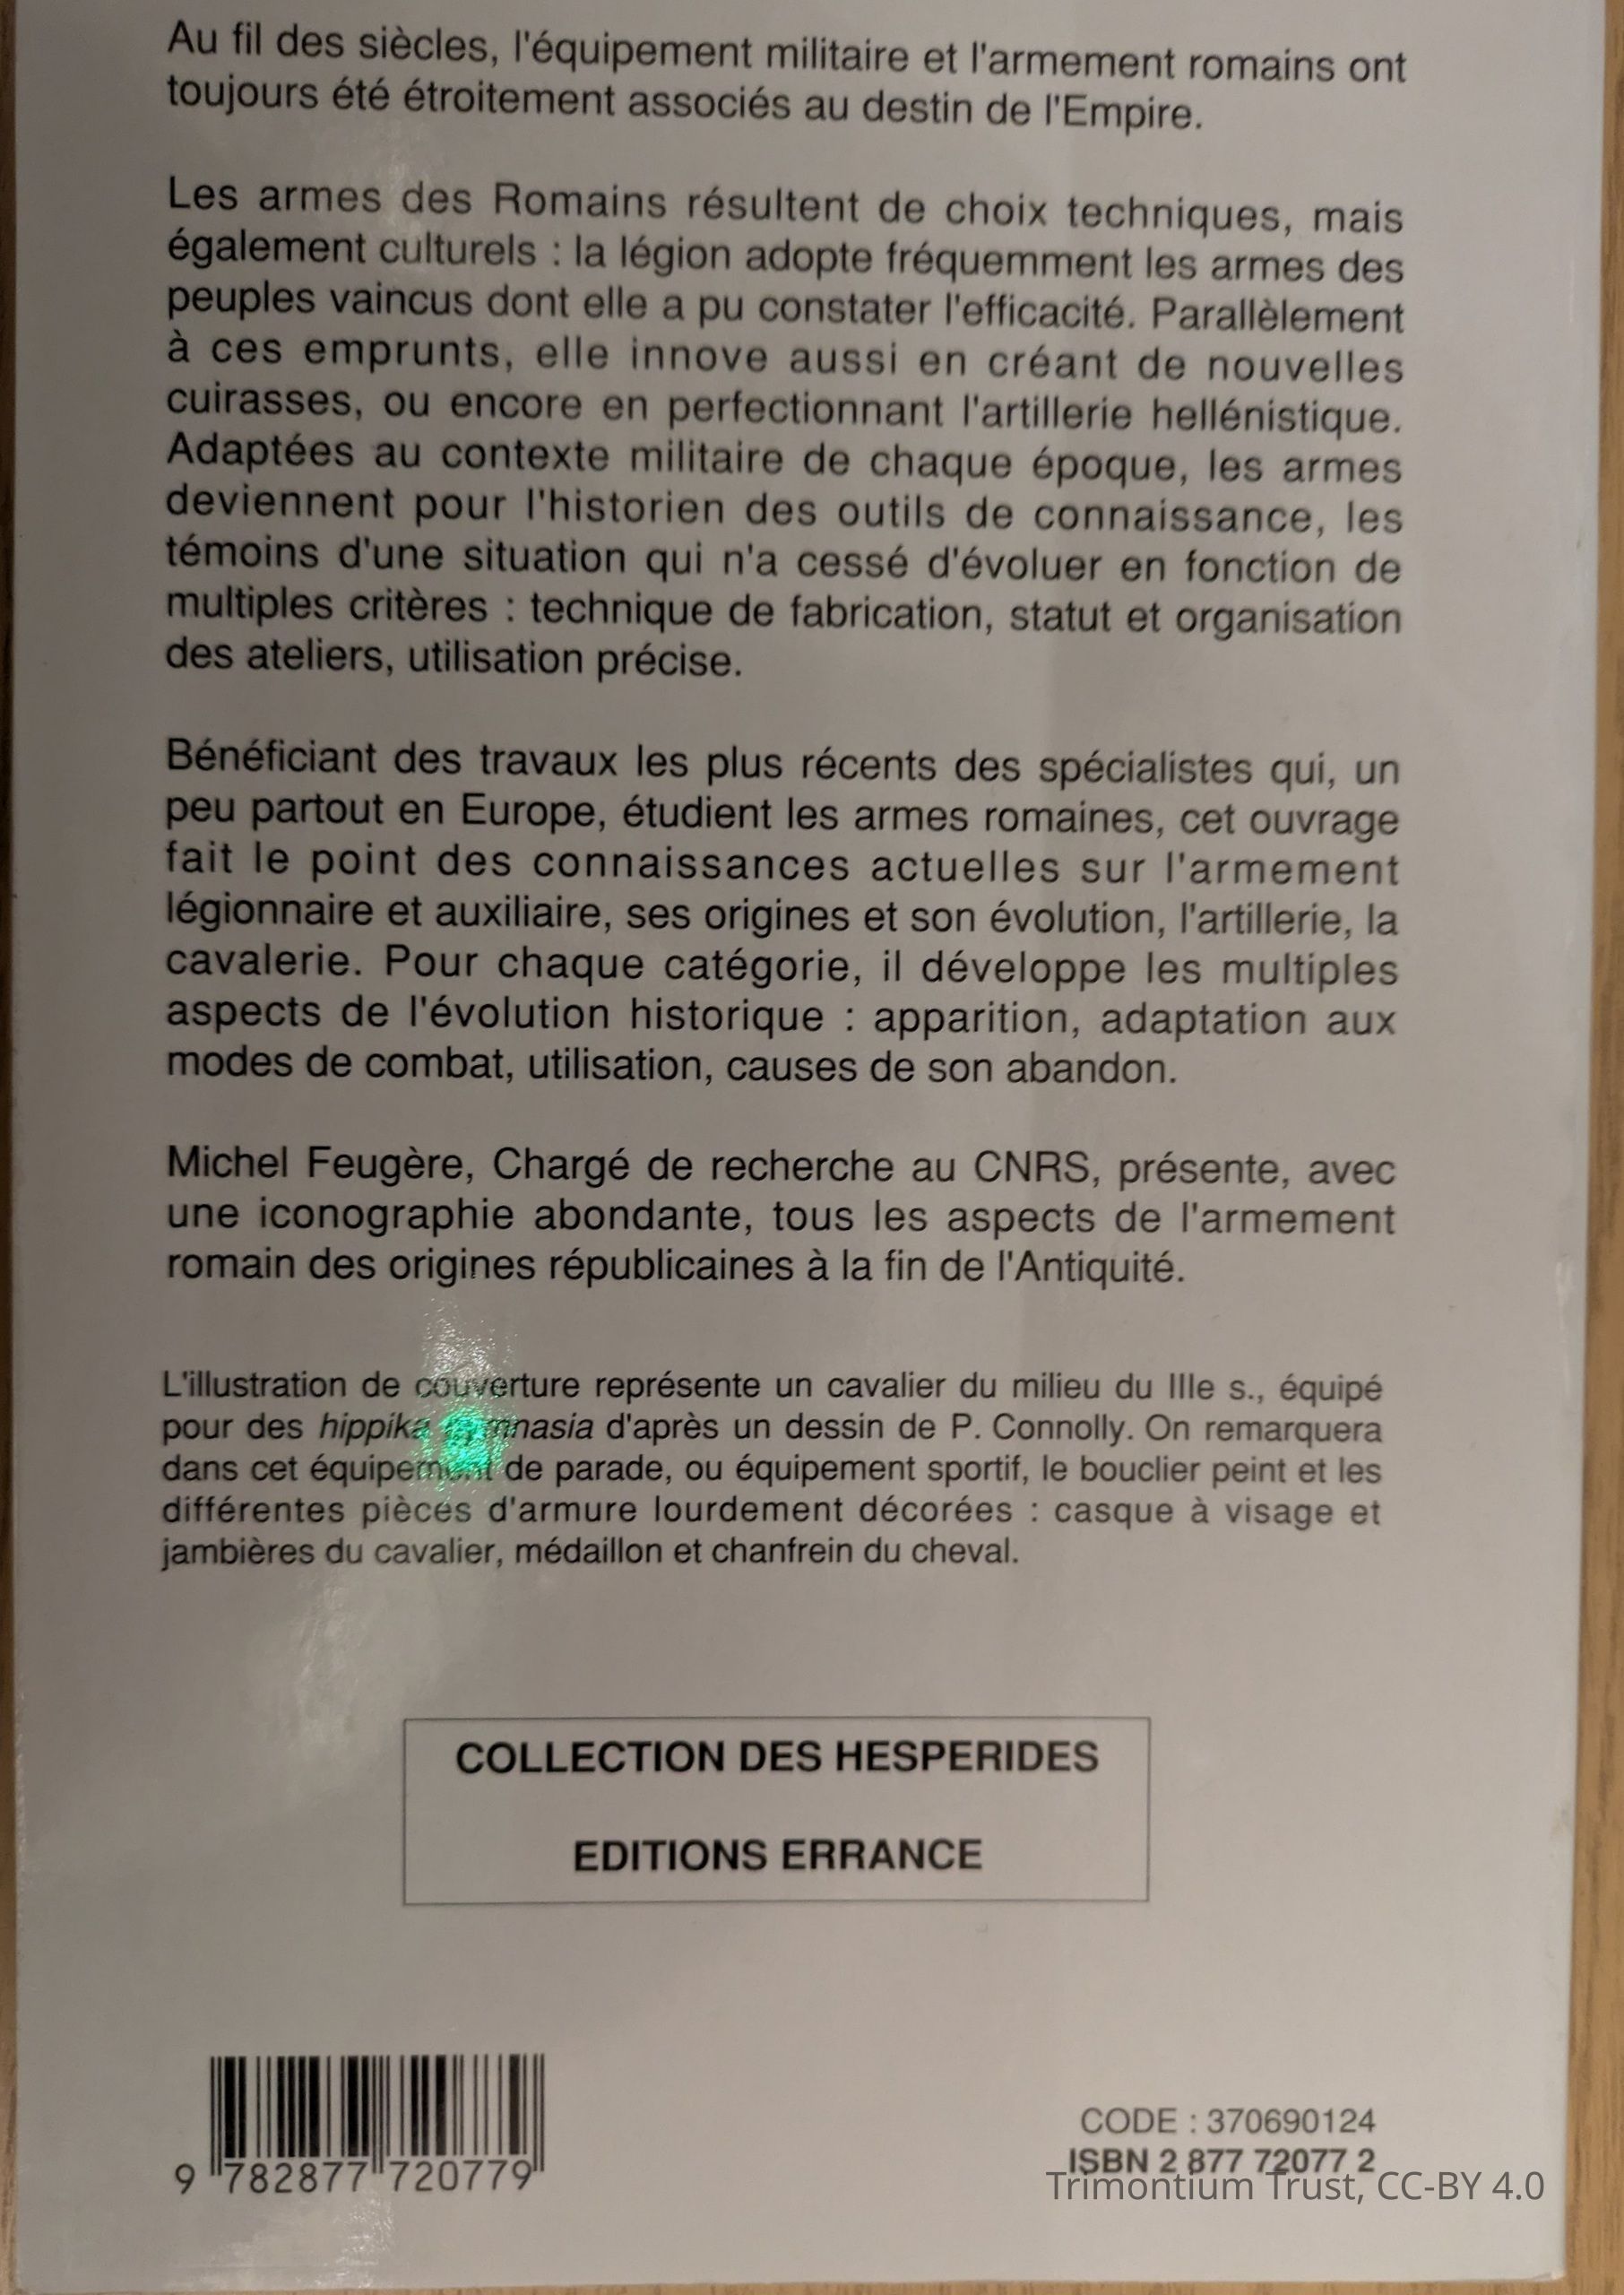 Au fil des siècles, l'équipement militaire et l'armement romains ont
toujours été étroitement associés au destin de l'Empire.
Les armes des Romains résultent de choix techniques, mais
également culturels : la légion adopte fréquemment les armes des
peuples vaincus dont elle a pu constater l'efficacité. Parallèlement
à ces emprunts, elle innove aussi en créant de nouvelles
cuirasses, ou encore en perfectionnant l'artillerie hellénistique.
Adaptées au contexte militaire de chaque époque, les armes
deviennent pour l'historien des outils de connaissance, les
témoins d'une situation qui n'a cessé d'évoluer en fonction de
multiples critères : technique de fabrication, statut et organisation
des ateliers, utilisation précise.
Bénéficiant des travaux les plus récents des spécialistes qui, un
peu partout en Europe, étudient les armes romaines, cet ouvrage
fait le point des connaissances actuelles sur l'armement
légionnaire et auxiliaire, ses origines et son évolution, l'artillerie, la
cavalerie. Pour chaque catégorie, il développe les multiples
aspects de l'évolution historique : apparition, adaptation aux
modes de combat, utilisation, causes de son abandon.
Michel Feugère, Chargé de recherche au CNRS, présente, avec
une iconographie abondante, tous les aspects de l'armement
romain des origines républicaines à la fin de l'Antiquité.
L'illustration de couverture représente un cavalier du milieu du IIIe s., équipé
pour des hippika gymnasia d'après un dessin de P. Connolly. On remarquera
dans cet équipement de parade, ou équipement sportif, le bouclier peint et les
différentes pièces d'armure lourdement décorées : casque à visage et
jambières du cavalier, médaillon et chanfrein du cheval.
COLLECTION DES HESPERIDES
EDITIONS ERRANCE
9 782877 720779
CODE : 370690124
ISBN 2 877 72077 2
Trimontium Trust, CC-BY 4.0